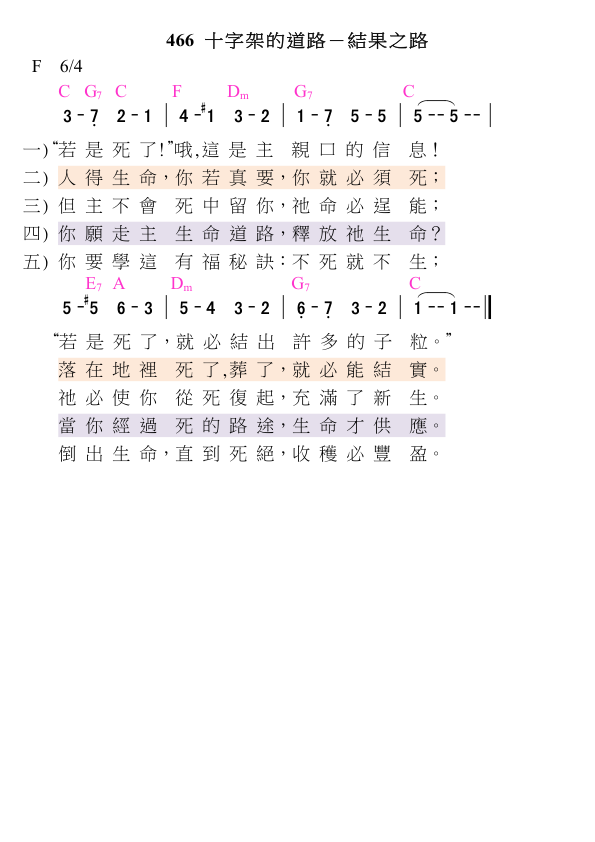 466 十字架的道路－結果之路
F 6/4
C G7 C F Dm G7 C
3 - 7̣ 2 - 1 | 4 - #1 3 - 2 | 1 - 7̣ 5 - 5 | 5 - - 5 - - |
一)“若是死了!”哦,這是主 親口的信 息！
二) 人得生命，你若真要，你就必須 死；
三) 但主不會 死中留你，祂命必逞 能；
四) 你願走主 生命道路，釋放祂生 命？
五) 你要學這 有福秘訣：不死就不 生；
E7 A Dm G7 C
5 - #5 6 - 3 | 5 - 4 3 - 2 | 6̣ - 7̣ 3 - 2 | 1 - - 1 - - ||
“若是死了，就必結出 許多的子 粒。”
落在地裡 死了,葬了，就必能結 實。
祂必使你 從死復起，充滿了新 生。
當你經過 死的路途，生命才供 應。
倒出生命，直到死絕，收穫必豐 盈。